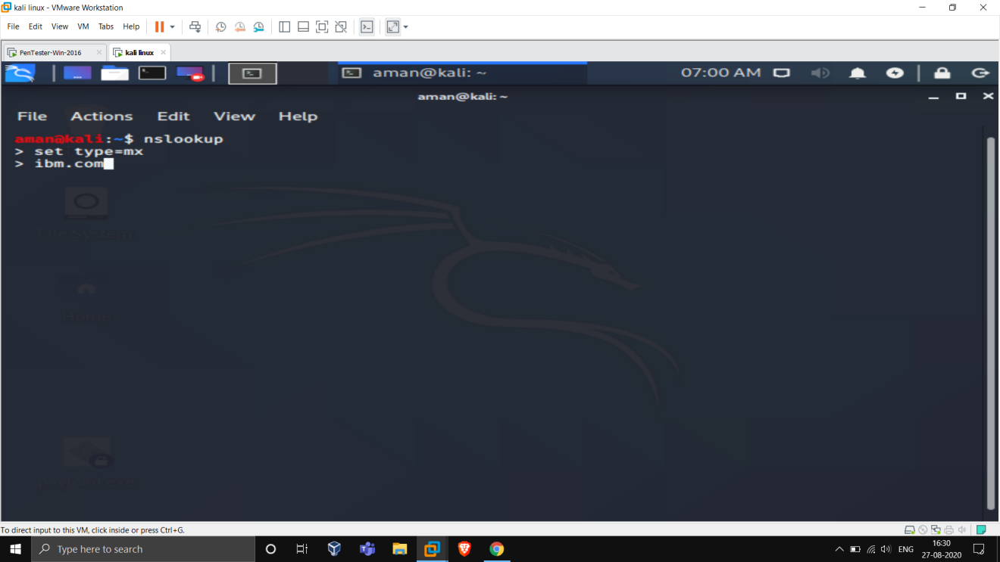 kali linux - VMware Workstation
File Edit View VM Tabs Help
PenTester-Win-2016
kali linux
aman@kali: ~
07:00 AM
aman@kali: ~
File Actions Edit View Help
aman@kali:~$ nslookup
> set type=mx
> ibm.com
File System
Home
To direct input to this VM, click inside or press Ctrl+G.
Type here to search
ENG
16:30
27-08-2020